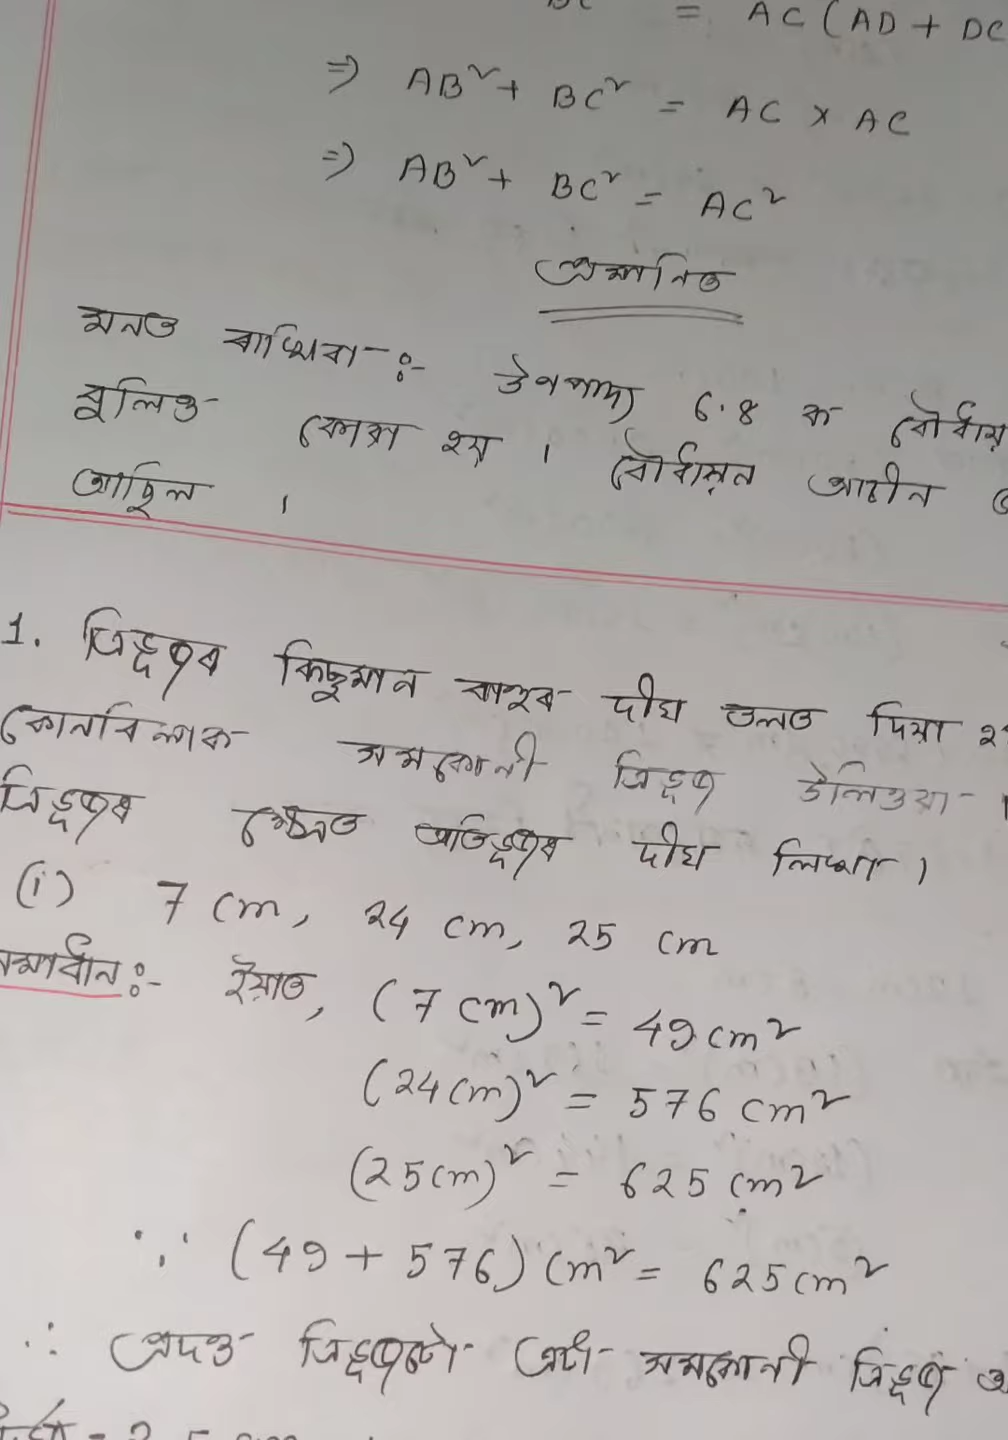 BC² = AC (AD + DC
⇒ AB² + BC² = AC × AC
⇒ AB² + BC² = AC²
প্ৰমাণিত
মনত ৰাখিবা :- উপপাদ্য 6.8 ক বৌধায়
বুলিও কোৱা হয় । বৌধায়ন প্ৰাচীন
আছিল ।
1. ত্ৰিভূজৰ কিছুমান বাহুৰ দীঘ তলত দিয়া হ
কোনবিলাক সমকোনী ত্ৰিভূজ উলিওৱা ।
ত্ৰিভূজৰ ক্ষেত্ৰত অতিভূজৰ দীঘ লিখা ।
(i) 7 cm, 24 cm, 25 cm
সমাধান :- ইয়াত, (7 cm)² = 49 cm²
(24 cm)² = 576 cm²
(25 cm)² = 625 cm²
∵ (49 + 576) cm² = 625 cm²
∴ প্ৰদত্ত ত্ৰিভূজটো এটা সমকোনী ত্ৰিভূজ